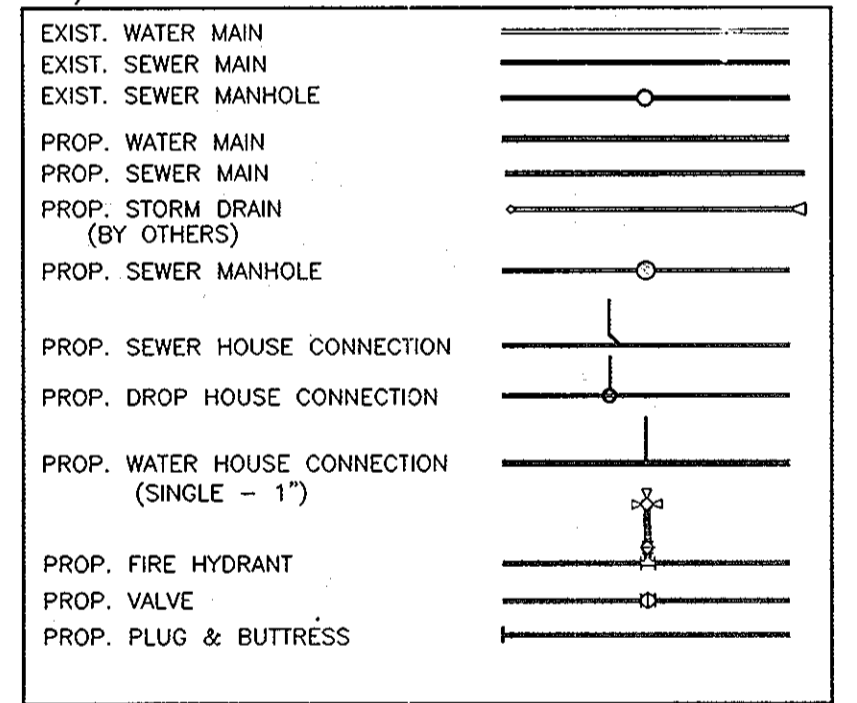 EXIST. WATER MAIN
EXIST. SEWER MAIN
EXIST. SEWER MANHOLE
PROP. WATER MAIN
PROP. SEWER MAIN
PROP. STORM DRAIN
(BY OTHERS)
PROP. SEWER MANHOLE
PROP. SEWER HOUSE CONNECTION
PROP. DROP HOUSE CONNECTION
PROP. WATER HOUSE CONNECTION
(SINGLE – 1")
PROP. FIRE HYDRANT
PROP. VALVE
PROP. PLUG & BUTTRESS